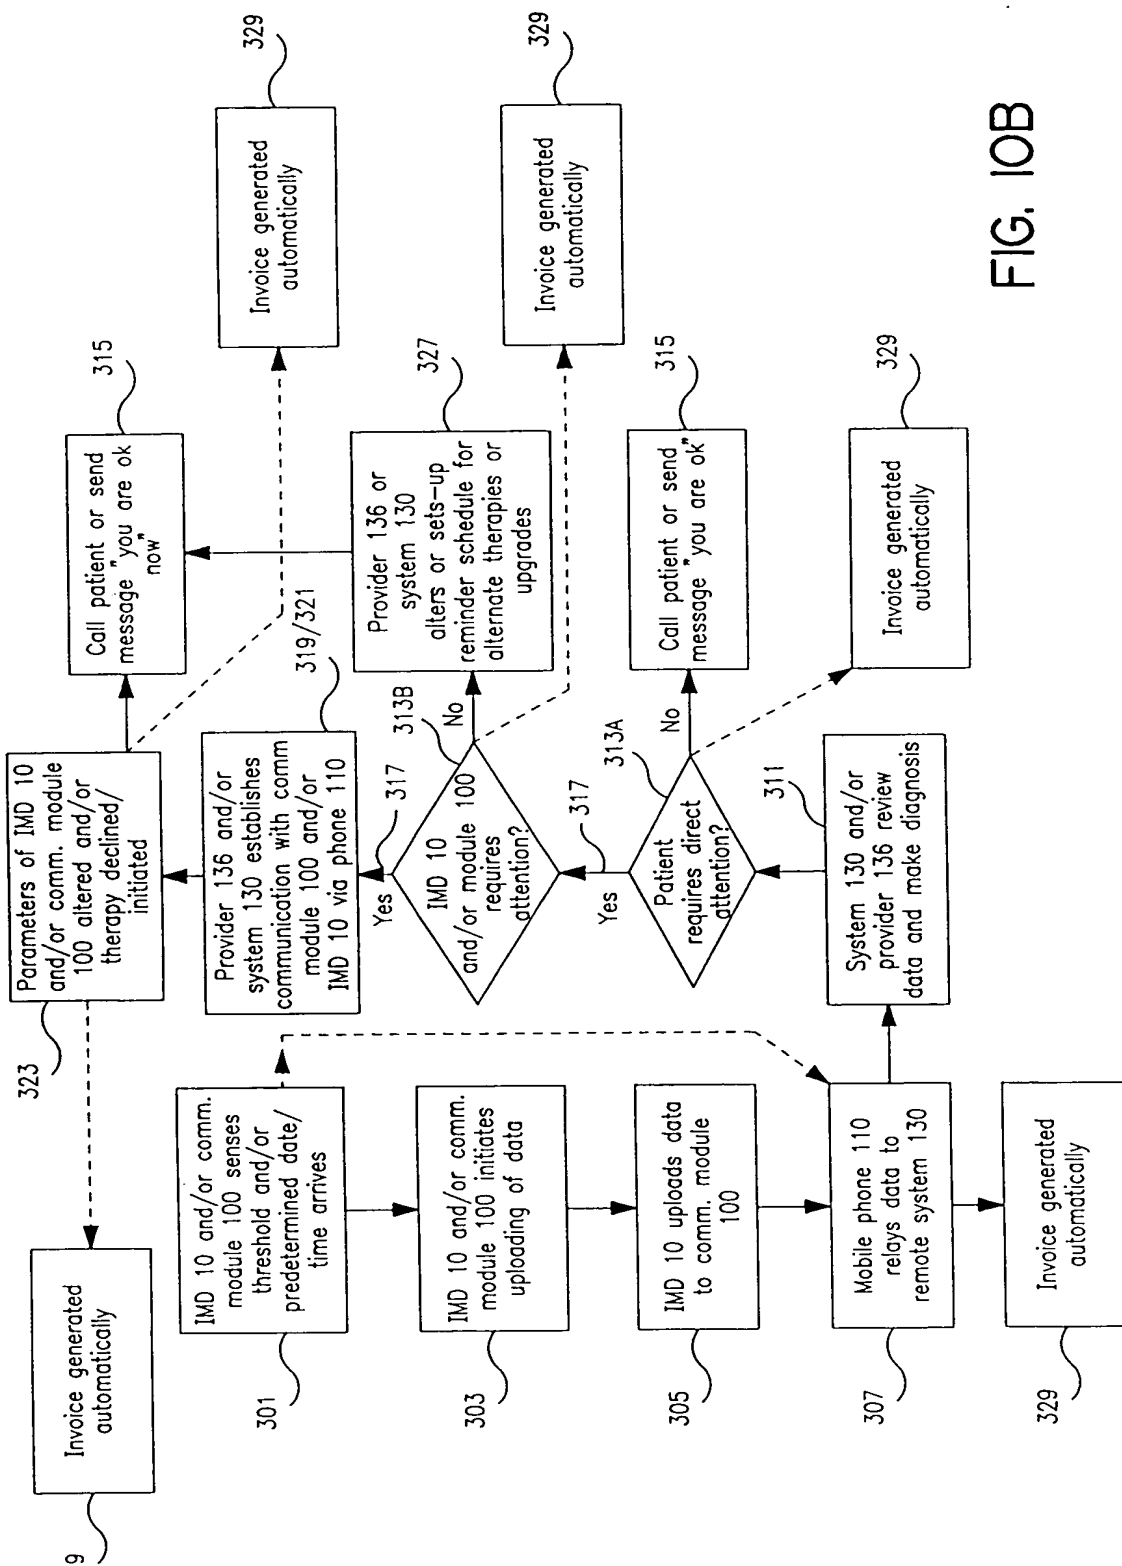 9
Invoice generated
automatically
323
Parameters of IMD 10
and/or comm. module
100 altered and/or
therapy declined/
initiated
Call patient or send
message "you are ok
now"
315
329
Invoice generated
automatically
301
IMD 10 and/or comm.
module 100 senses
threshold and/or
predetermined date/
time arrives
Provider 136 and/or
system 130 establishes
communication with comm
module 100 and/or
IMD 10 via phone 110
319/321
317
Yes
303
IMD 10 and/or comm.
module 100 initiates
uploading of data
IMD 10
and/or module 100
requires
attention?
313B
No
Provider 136 or
system 130
alters or sets-up
reminder schedule for
alternate therapies or
upgrades
327
329
Invoice generated
automatically
317
Yes
305
IMD 10 uploads data
to comm. module
100
Patient
requires direct
attention?
313A
No
Call patient or send
message "you are ok"
315
307
Mobile phone 110
relays data to
remote system 130
System 130 and/or
provider 136 review
data and make diagnosis
311
Invoice generated
automatically
329
329
Invoice generated
automatically
FIG. 10B